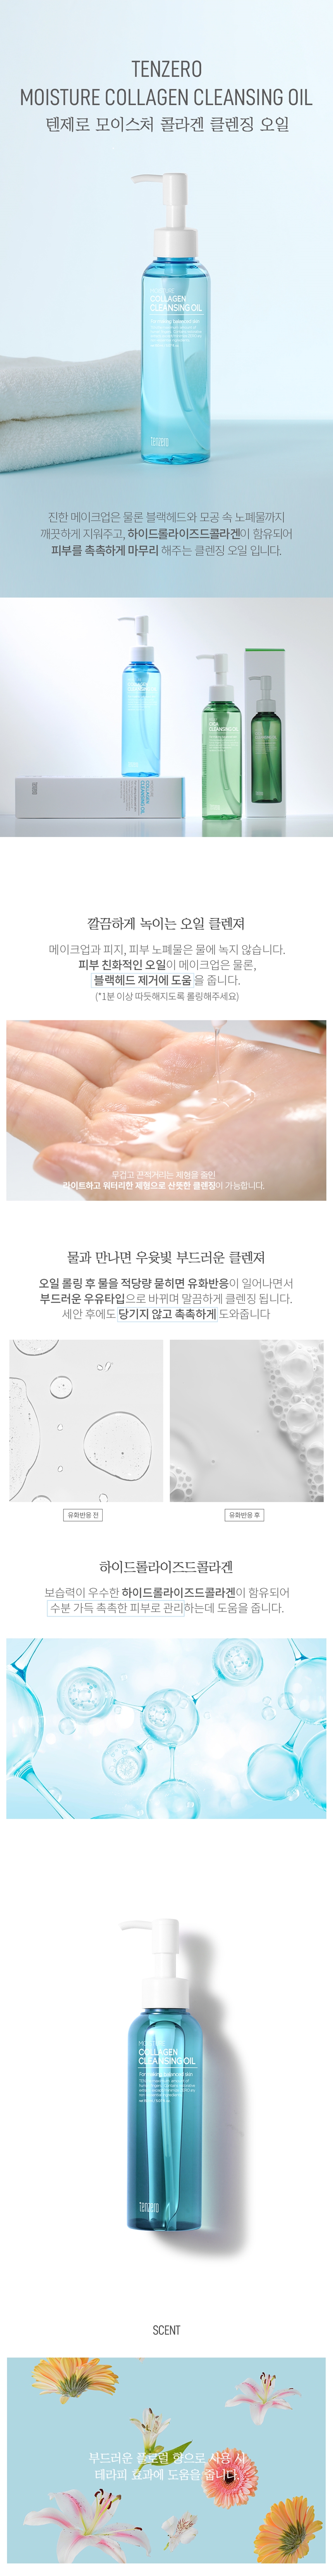 TENZERO
MOISTURE COLLAGEN CLEANSING OIL
텐제로 모이스처 콜라겐 클렌징 오일
COLLAGEN
CLEANSING OIL
tenzero
진한 메이크업은 물론 블랙헤드와 모공 속 노폐물까지
깨끗하게 지워주고, 하이드롤라이즈드콜라겐이 함유되어
피부를 촉촉하게 마무리 해주는 클렌징 오일 입니다.
COLLAGEN
CLEANSING OIL
CICA
CLEANSING OIL
깔끔하게 녹이는 오일 클렌저
메이크업과 피지, 피부 노폐물은 물에 녹지 않습니다.
피부 친화적인 오일이 메이크업은 물론,
블랙헤드 제거에 도움을 줍니다.
(*1분 이상 따듯해지도록 롤링해주세요)
무겁고 끈적거리는 제형을 줄인
라이트하고 워터리한 제형으로 산뜻한 클렌징이 가능합니다.
물과 만나면 우윳빛 부드러운 클렌저
오일 롤링 후 물을 적당량 묻히면 유화반응이 일어나면서
부드러운 우유타입으로 바뀌며 말끔하게 클렌징 됩니다.
세안 후에도 당기지 않고 촉촉하게 도와줍니다
유화반응 전
유화반응 후
하이드롤라이즈드콜라겐
보습력이 우수한 하이드롤라이즈드콜라겐이 함유되어
수분 가득 촉촉한 피부로 관리하는데 도움을 줍니다.
MOISTURE
COLLAGEN
CLEANSING OIL
tenzero
SCENT
부드러운 플로럴 향으로 사용 시
테라피 효과에 도움을 줍니다.